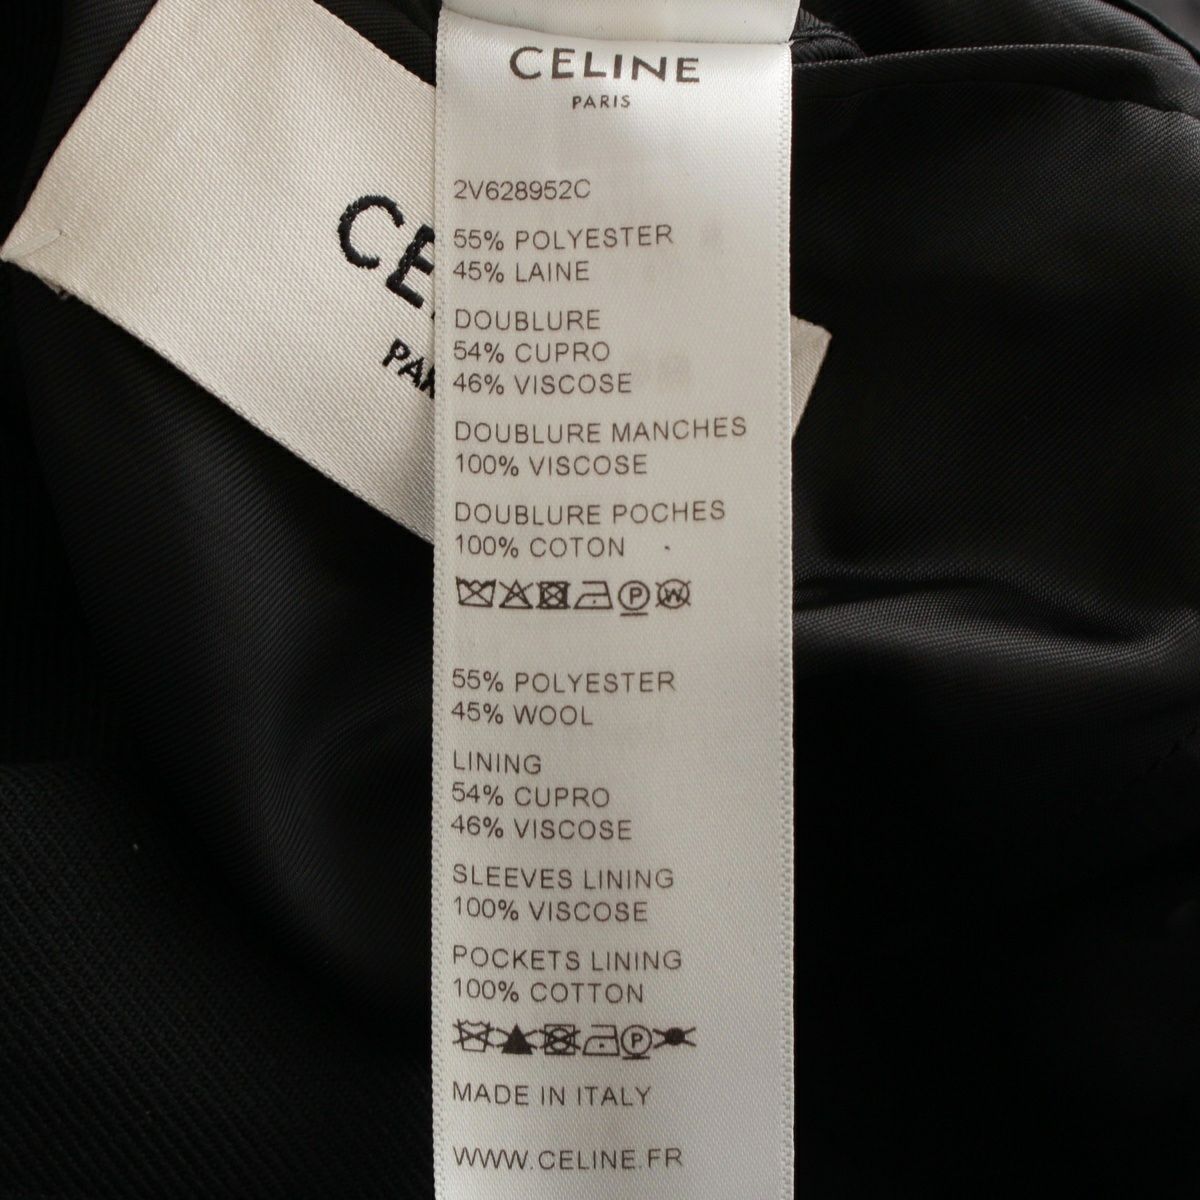 CELINE
PARIS
2V628952C
55% POLYESTER
45% LAINE
DOUBLURE
54% CUPRO
46% VISCOSE
DOUBLURE MANCHES
100% VISCOSE
DOUBLURE POCHES
100% COTON
P W
55% POLYESTER
45% WOOL
LINING
54% CUPRO
46% VISCOSE
SLEEVES LINING
100% VISCOSE
POCKETS LINING
100% COTTON
P
MADE IN ITALY
WWW.CELINE.FR